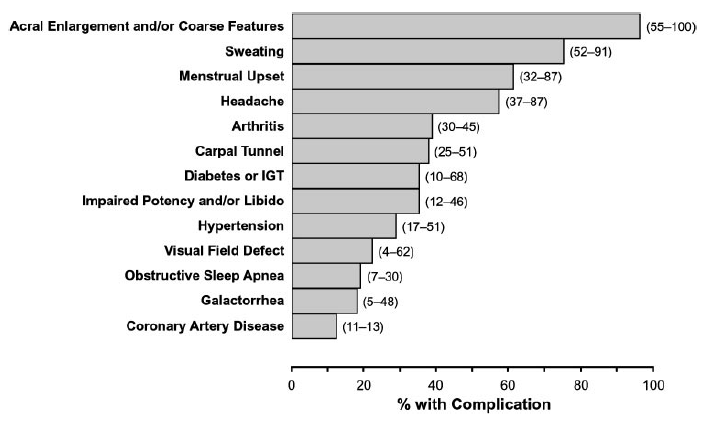 Acral Enlargement and/or Coarse Features (55–100)
Sweating (52–91)
Menstrual Upset (32–87)
Headache (37–87)
Arthritis (30–45)
Carpal Tunnel (25–51)
Diabetes or IGT (10–68)
Impaired Potency and/or Libido (12–46)
Hypertension (17–51)
Visual Field Defect (4–62)
Obstructive Sleep Apnea (7–30)
Galactorrhea (5–48)
Coronary Artery Disease (11–13)
0 20 40 60 80 100
% with Complication